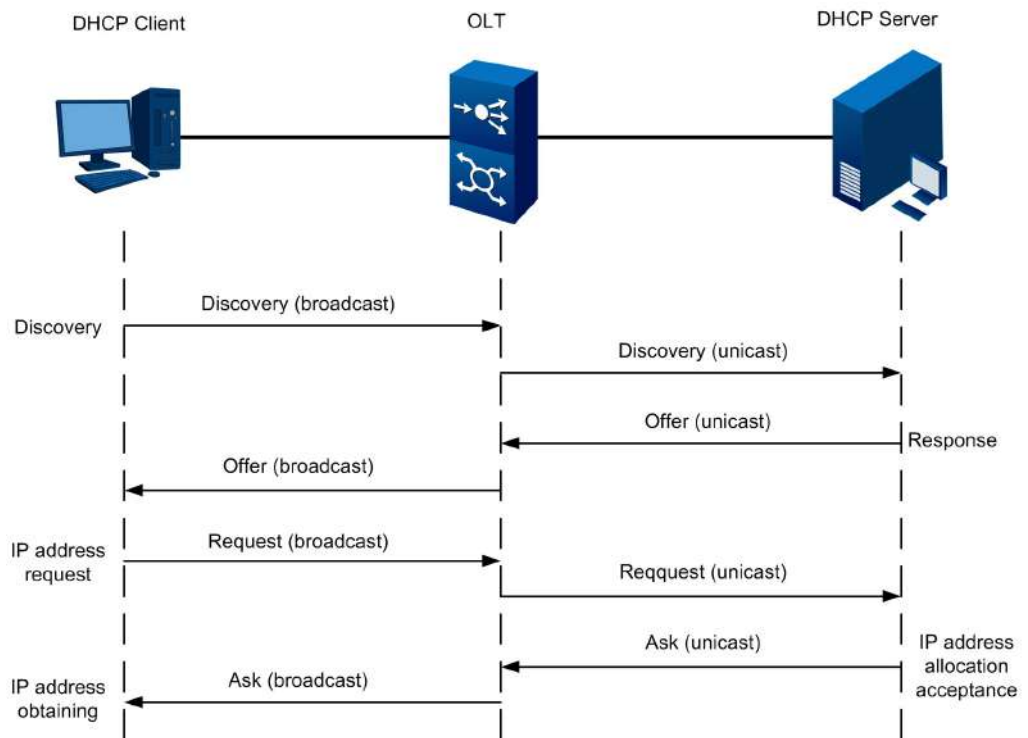 DHCP Client
OLT
DHCP Server
Discovery
Discovery (broadcast)
Discovery (unicast)
Offer (unicast)
Response
Offer (broadcast)
IP address
request
Request (broadcast)
Reqquest (unicast)
Ask (unicast)
IP address
allocation
acceptance
Ask (broadcast)
IP address
obtaining